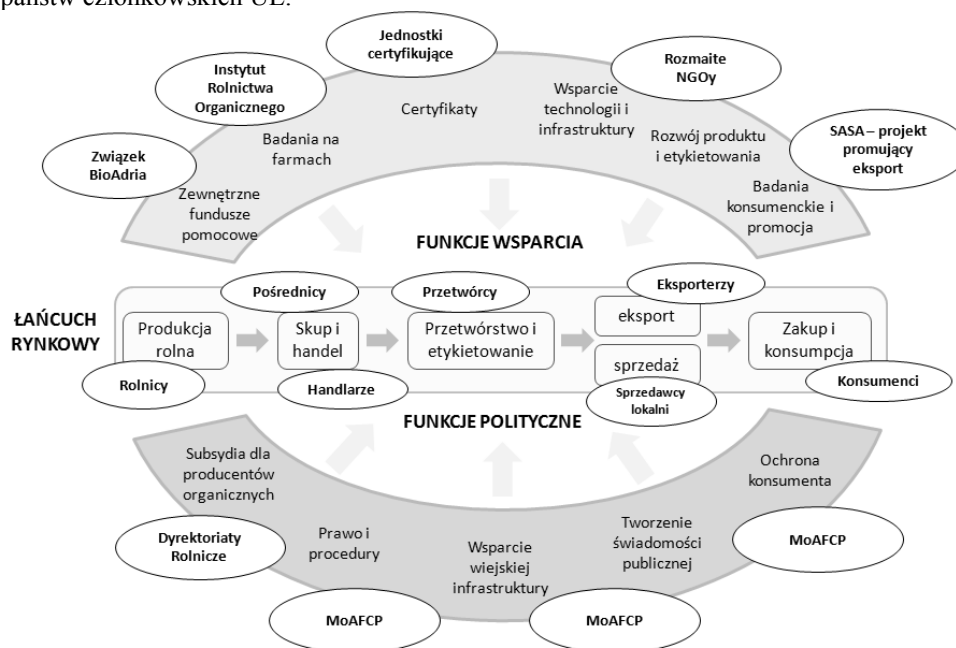 państw członkowskich UE.
Jednostki
certyfikujące
Rozmaite
NGOy
Instytut
Rolnictwa
Organicznego
Wsparcie
technologii i
infrastruktury
Certyfikaty
SASA – projekt
promujący
eksport
Badania na
farmach
Rozwój produktu
i etykietowania
Związek
BioAdria
Zewnętrzne
fundusze
pomocowe
Badania
konsumenckie i
promocja
FUNKCJE WSPARCIA
Pośrednicy
Przetwórcy
Eksporterzy
ŁAŃCUCH
RYNKOWY
Produkcja
rolna
Skup i
handel
Przetwórstwo i
etykietowanie
eksport
sprzedaż
Zakup i
konsumpcja
Rolnicy
Handlarze
Sprzedawcy
lokalni
Konsumenci
FUNKCJE POLITYCZNE
Subsydia dla
producentów
organicznych
Ochrona
konsumenta
Dyrektoriaty
Rolnicze
Prawo i
procedury
Wsparcie
wiejskiej
infrastruktury
Tworzenie
świadomości
publicznej
MoAFCP
MoAFCP
MoAFCP